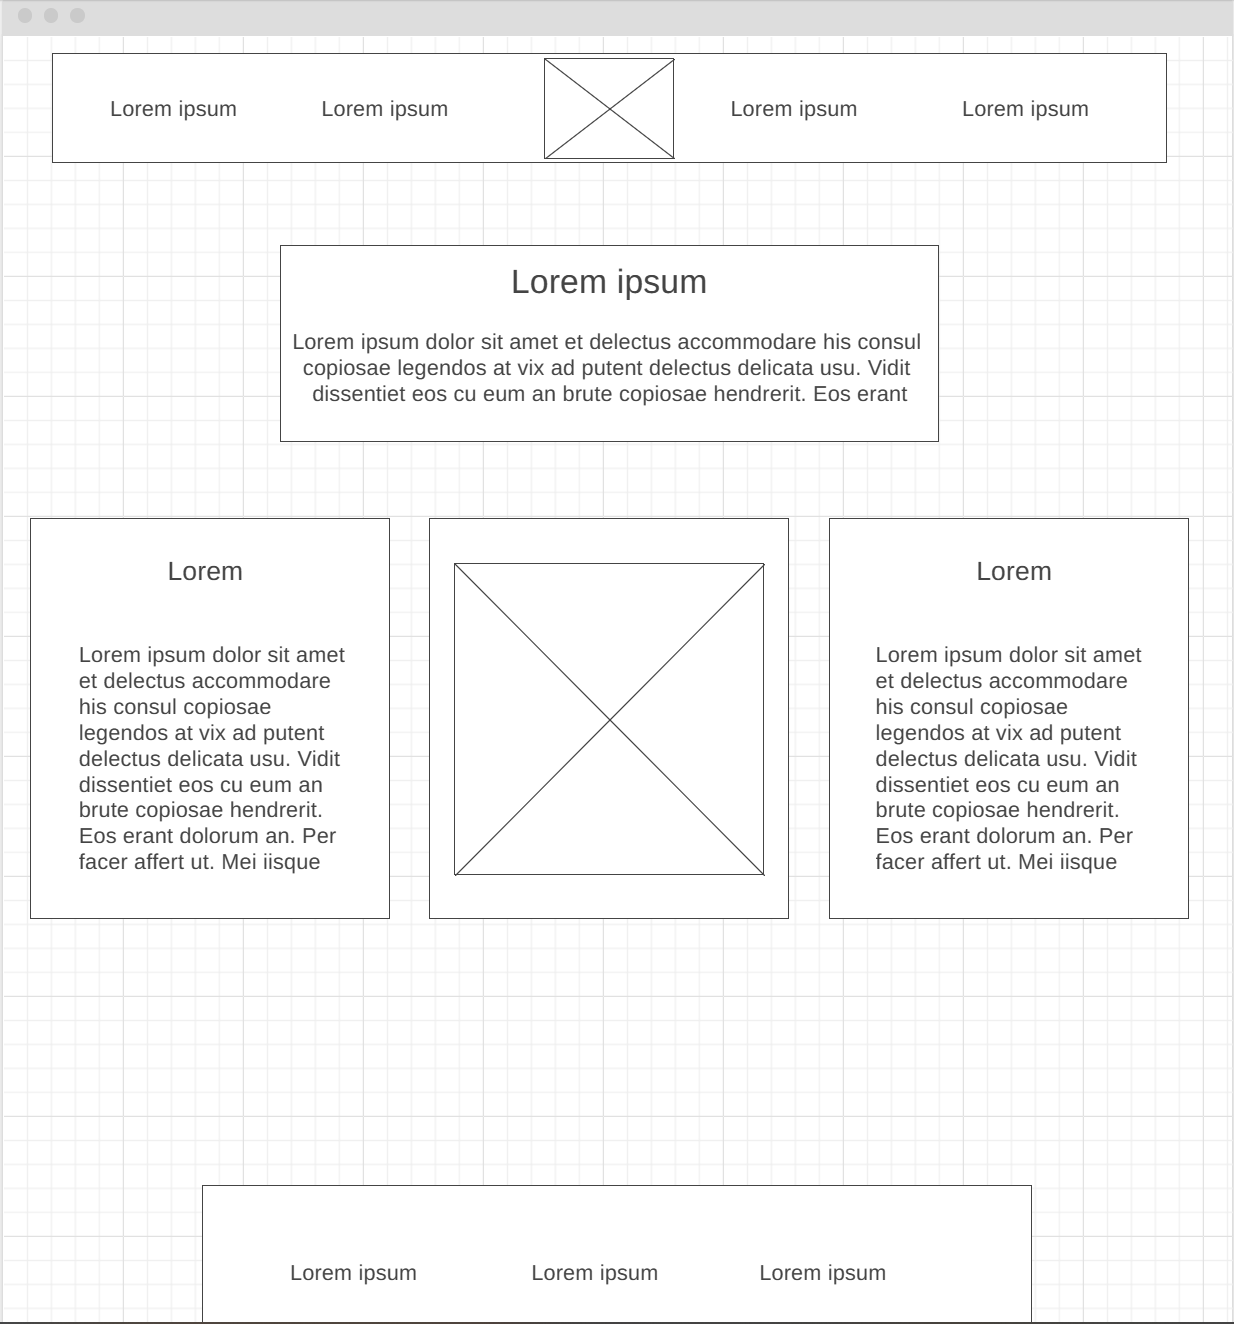 Lorem ipsum
Lorem ipsum
Lorem ipsum
Lorem ipsum
Lorem ipsum
Lorem ipsum dolor sit amet et delectus accommodare his consul
copiosae legendos at vix ad putent delectus delicata usu. Vidit
dissentiet eos cu eum an brute copiosae hendrerit. Eos erant
Lorem
Lorem ipsum dolor sit amet
et delectus accommodare
his consul copiosae
legendos at vix ad putent
delectus delicata usu. Vidit
dissentiet eos cu eum an
brute copiosae hendrerit.
Eos erant dolorum an. Per
facer affert ut. Mei iisque
Lorem
Lorem ipsum dolor sit amet
et delectus accommodare
his consul copiosae
legendos at vix ad putent
delectus delicata usu. Vidit
dissentiet eos cu eum an
brute copiosae hendrerit.
Eos erant dolorum an. Per
facer affert ut. Mei iisque
Lorem ipsum
Lorem ipsum
Lorem ipsum